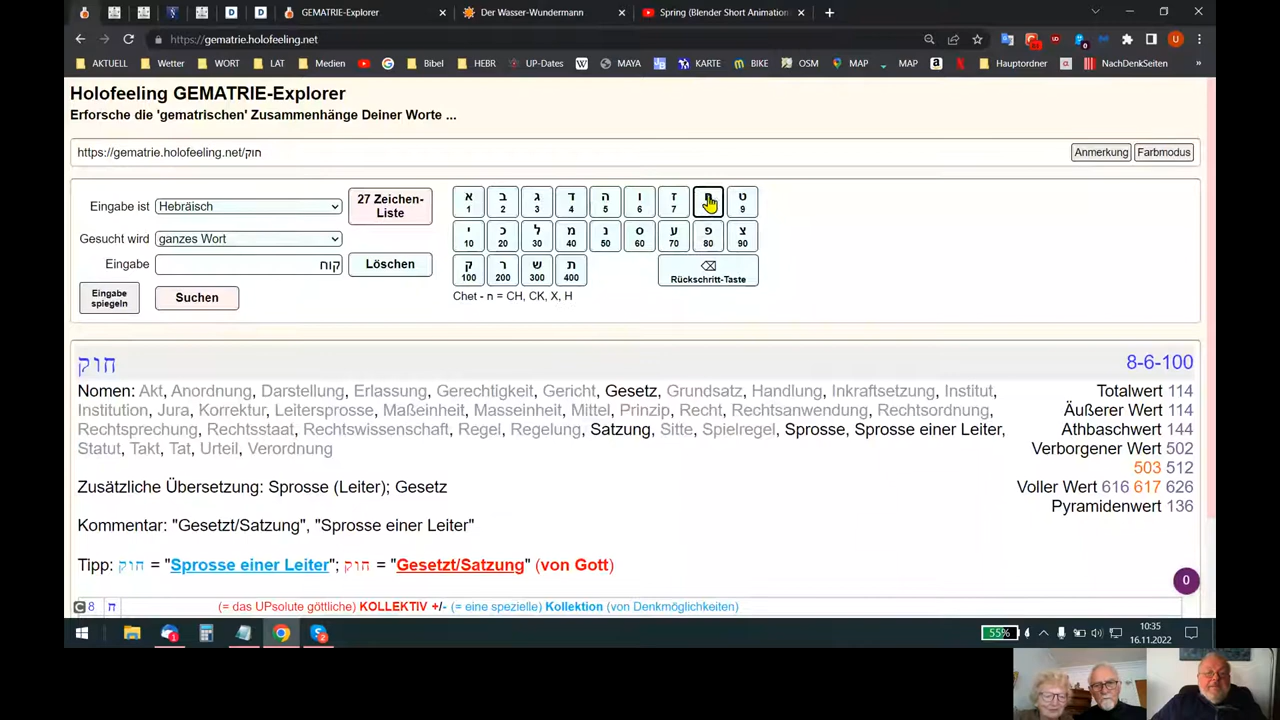 GEMATRIE-Explorer
Der Wasser-Wundermann
Spring (Blender Short Animation
https://gematrie.holofeeling.net
AKTUELL Wetter WORT LAT Medien Bibel HEBR UP-Dates MAYA KARTE BIKE OSM MAP MAP Hauptordner NachDenkSeiten »
Holofeeling GEMATRIE-Explorer
Erforsche die 'gematrischen' Zusammenhänge Deiner Worte ...
https://gematrie.holofeeling.net/חוק
Anmerkung Farbmodus
Eingabe ist Hebräisch
27 Zeichen-Liste
Gesucht wird ganzes Wort
Eingabe חוק
Löschen
Eingabe spiegeln
Suchen
א ב ג ד ה ו ז ח ט
1 2 3 4 5 6 7 9
י כ ל מ נ ס ע פ צ
10 20 30 40 50 60 70 80 90
ק ר ש ת
100 200 300 400
Rückschritt-Taste
Chet - n = CH, CK, X, H
חוק 8-6-100
Nomen: Akt, Anordnung, Darstellung, Erlassung, Gerechtigkeit, Gericht, Gesetz, Grundsatz, Handlung, Inkraftsetzung, Institut,
Institution, Jura, Korrektur, Leitersprosse, Maßeinheit, Masseinheit, Mittel, Prinzip, Recht, Rechtsanwendung, Rechtsordnung,
Rechtsprechung, Rechtsstaat, Rechtswissenschaft, Regel, Regelung, Satzung, Sitte, Spielregel, Sprosse, Sprosse einer Leiter,
Statut, Takt, Tat, Urteil, Verordnung
Totalwert 114
Äußerer Wert 114
Athbaschwert 144
Verborgener Wert 502
503 512
Voller Wert 616 617 626
Pyramidenwert 136
Zusätzliche Übersetzung: Sprosse (Leiter); Gesetz
Kommentar: "Gesetzt/Satzung", "Sprosse einer Leiter"
Tipp: חוק = "Sprosse einer Leiter"; חוק = "Gesetzt/Satzung" (von Gott)
0
C 8 ח (= das UPsolute göttliche) KOLLEKTIV +/- (= eine spezielle) Kollektion (von Denkmöglichkeiten)
55%
10:35
16.11.2022